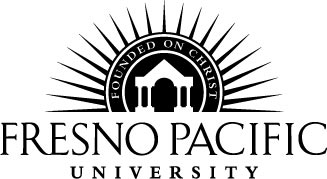 FOUNDED ON CHRIST
FRESNO PACIFIC
UNIVERSITY